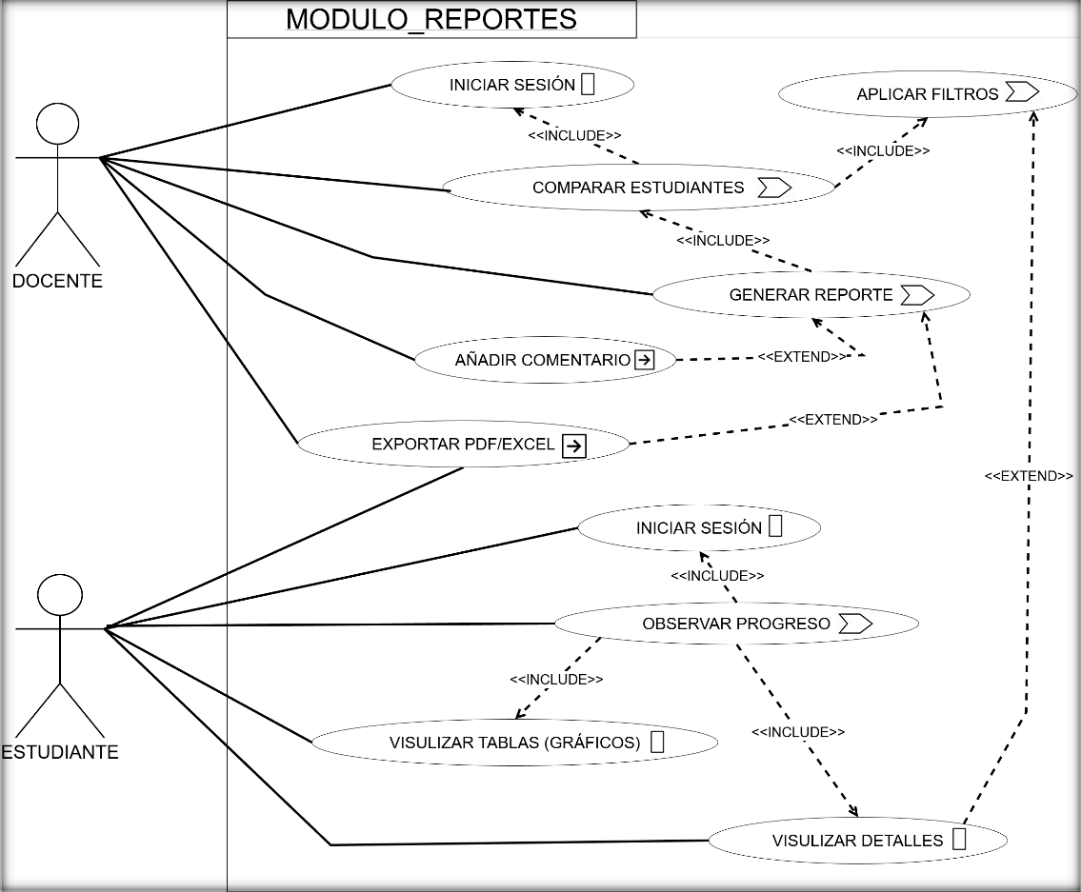 MODULO_REPORTES
INICIAR SESIÓN
APLICAR FILTROS
<<INCLUDE>>
<<INCLUDE>>
COMPARAR ESTUDIANTES
<<INCLUDE>>
DOCENTE
GENERAR REPORTE
AÑADIR COMENTARIO
<<EXTEND>>
<<EXTEND>>
EXPORTAR PDF/EXCEL
<<EXTEND>>
INICIAR SESIÓN
<<INCLUDE>>
OBSERVAR PROGRESO
<<INCLUDE>>
<<INCLUDE>>
ESTUDIANTE
VISULIZAR TABLAS (GRÁFICOS)
VISULIZAR DETALLES